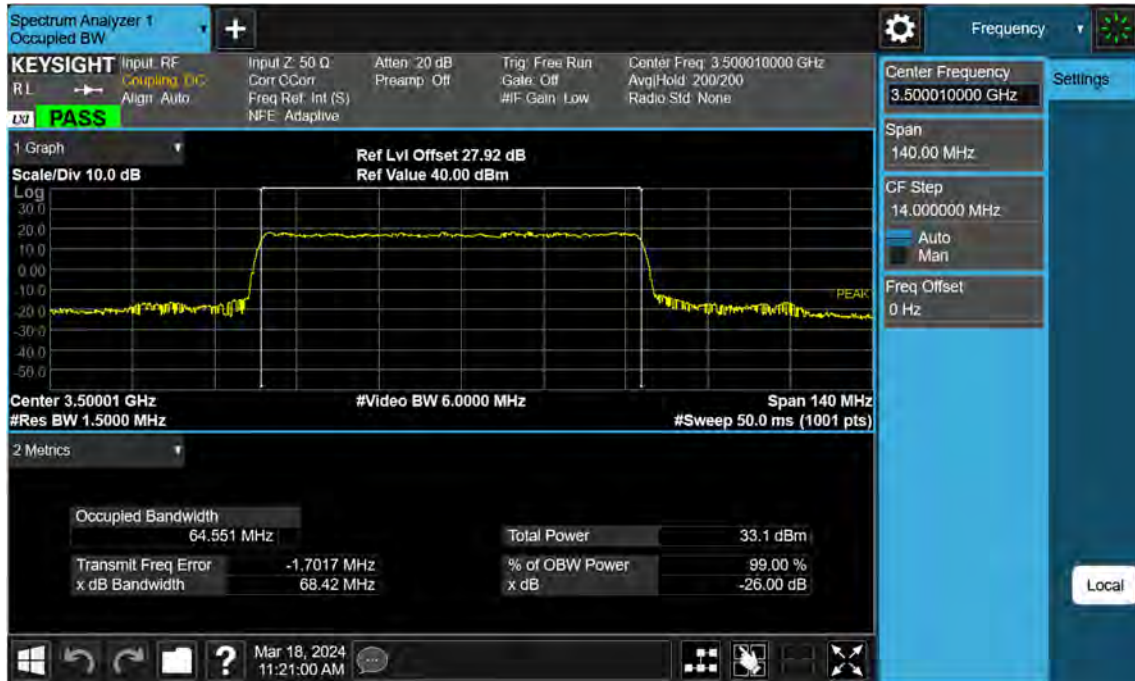 Spectrum Analyzer 1
Occupied BW
+
Frequency
KEYSIGHT
Input: RF
Coupling: DC
Align: Auto
Input Z: 50 Ω
Corr CCorr
Freq Ref: Int (S)
NFE: Adaptive
Atten: 20 dB
Preamp: Off
Trig: Free Run
Gate: Off
#IF Gain: Low
Center Freq: 3.500010000 GHz
Avg|Hold: 200/200
Radio Std: None
RL
LXI
PASS
Center Frequency
3.500010000 GHz
Settings
Span
140.00 MHz
CF Step
14.000000 MHz
Auto
Man
Freq Offset
0 Hz
1 Graph
Ref Lvl Offset 27.92 dB
Scale/Div 10.0 dB
Ref Value 40.00 dBm
Log
30.0
20.0
10.0
0.00
-10.0
PEAK
-20.0
-30.0
-40.0
-50.0
Center 3.50001 GHz
#Video BW 6.0000 MHz
Span 140 MHz
#Res BW 1.5000 MHz
#Sweep 50.0 ms (1001 pts)
2 Metrics
Occupied Bandwidth
64.551 MHz
Total Power
33.1 dBm
Transmit Freq Error
-1.7017 MHz
% of OBW Power
99.00 %
x dB Bandwidth
68.42 MHz
x dB
-26.00 dB
Local
?
Mar 18, 2024
11:21:00 AM